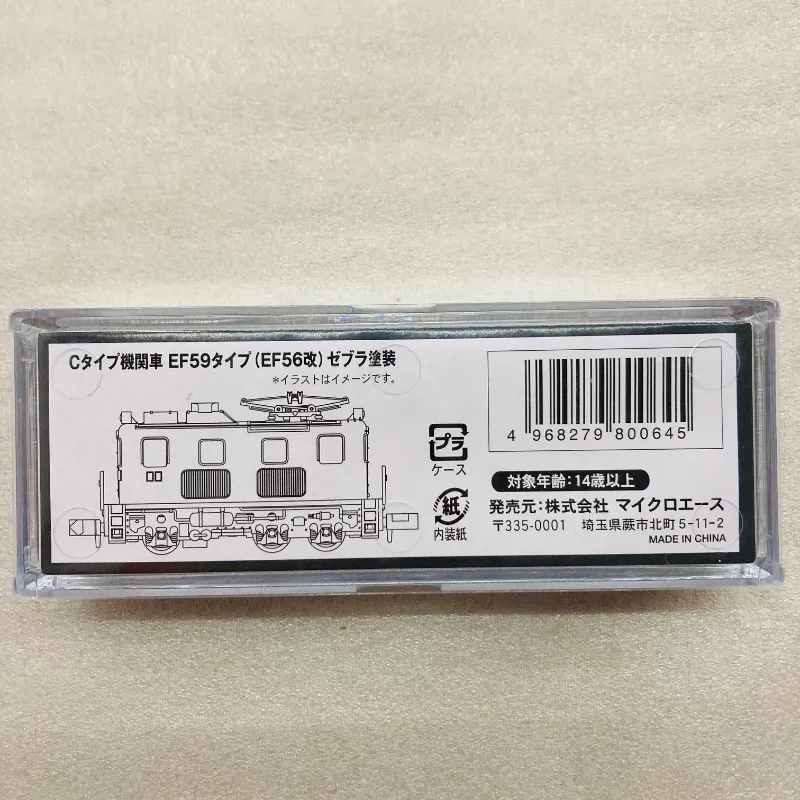 Cタイプ機関車 EF59タイプ(EF56改)ゼブラ塗装
*イラストはイメージです。
プラ
ケース
紙
内装紙
4 968279 800645
対象年齢:14歳以上
発売元:株式会社 マイクロエース
〒335-0001 埼玉県蕨市北町5-11-2
MADE IN CHINA